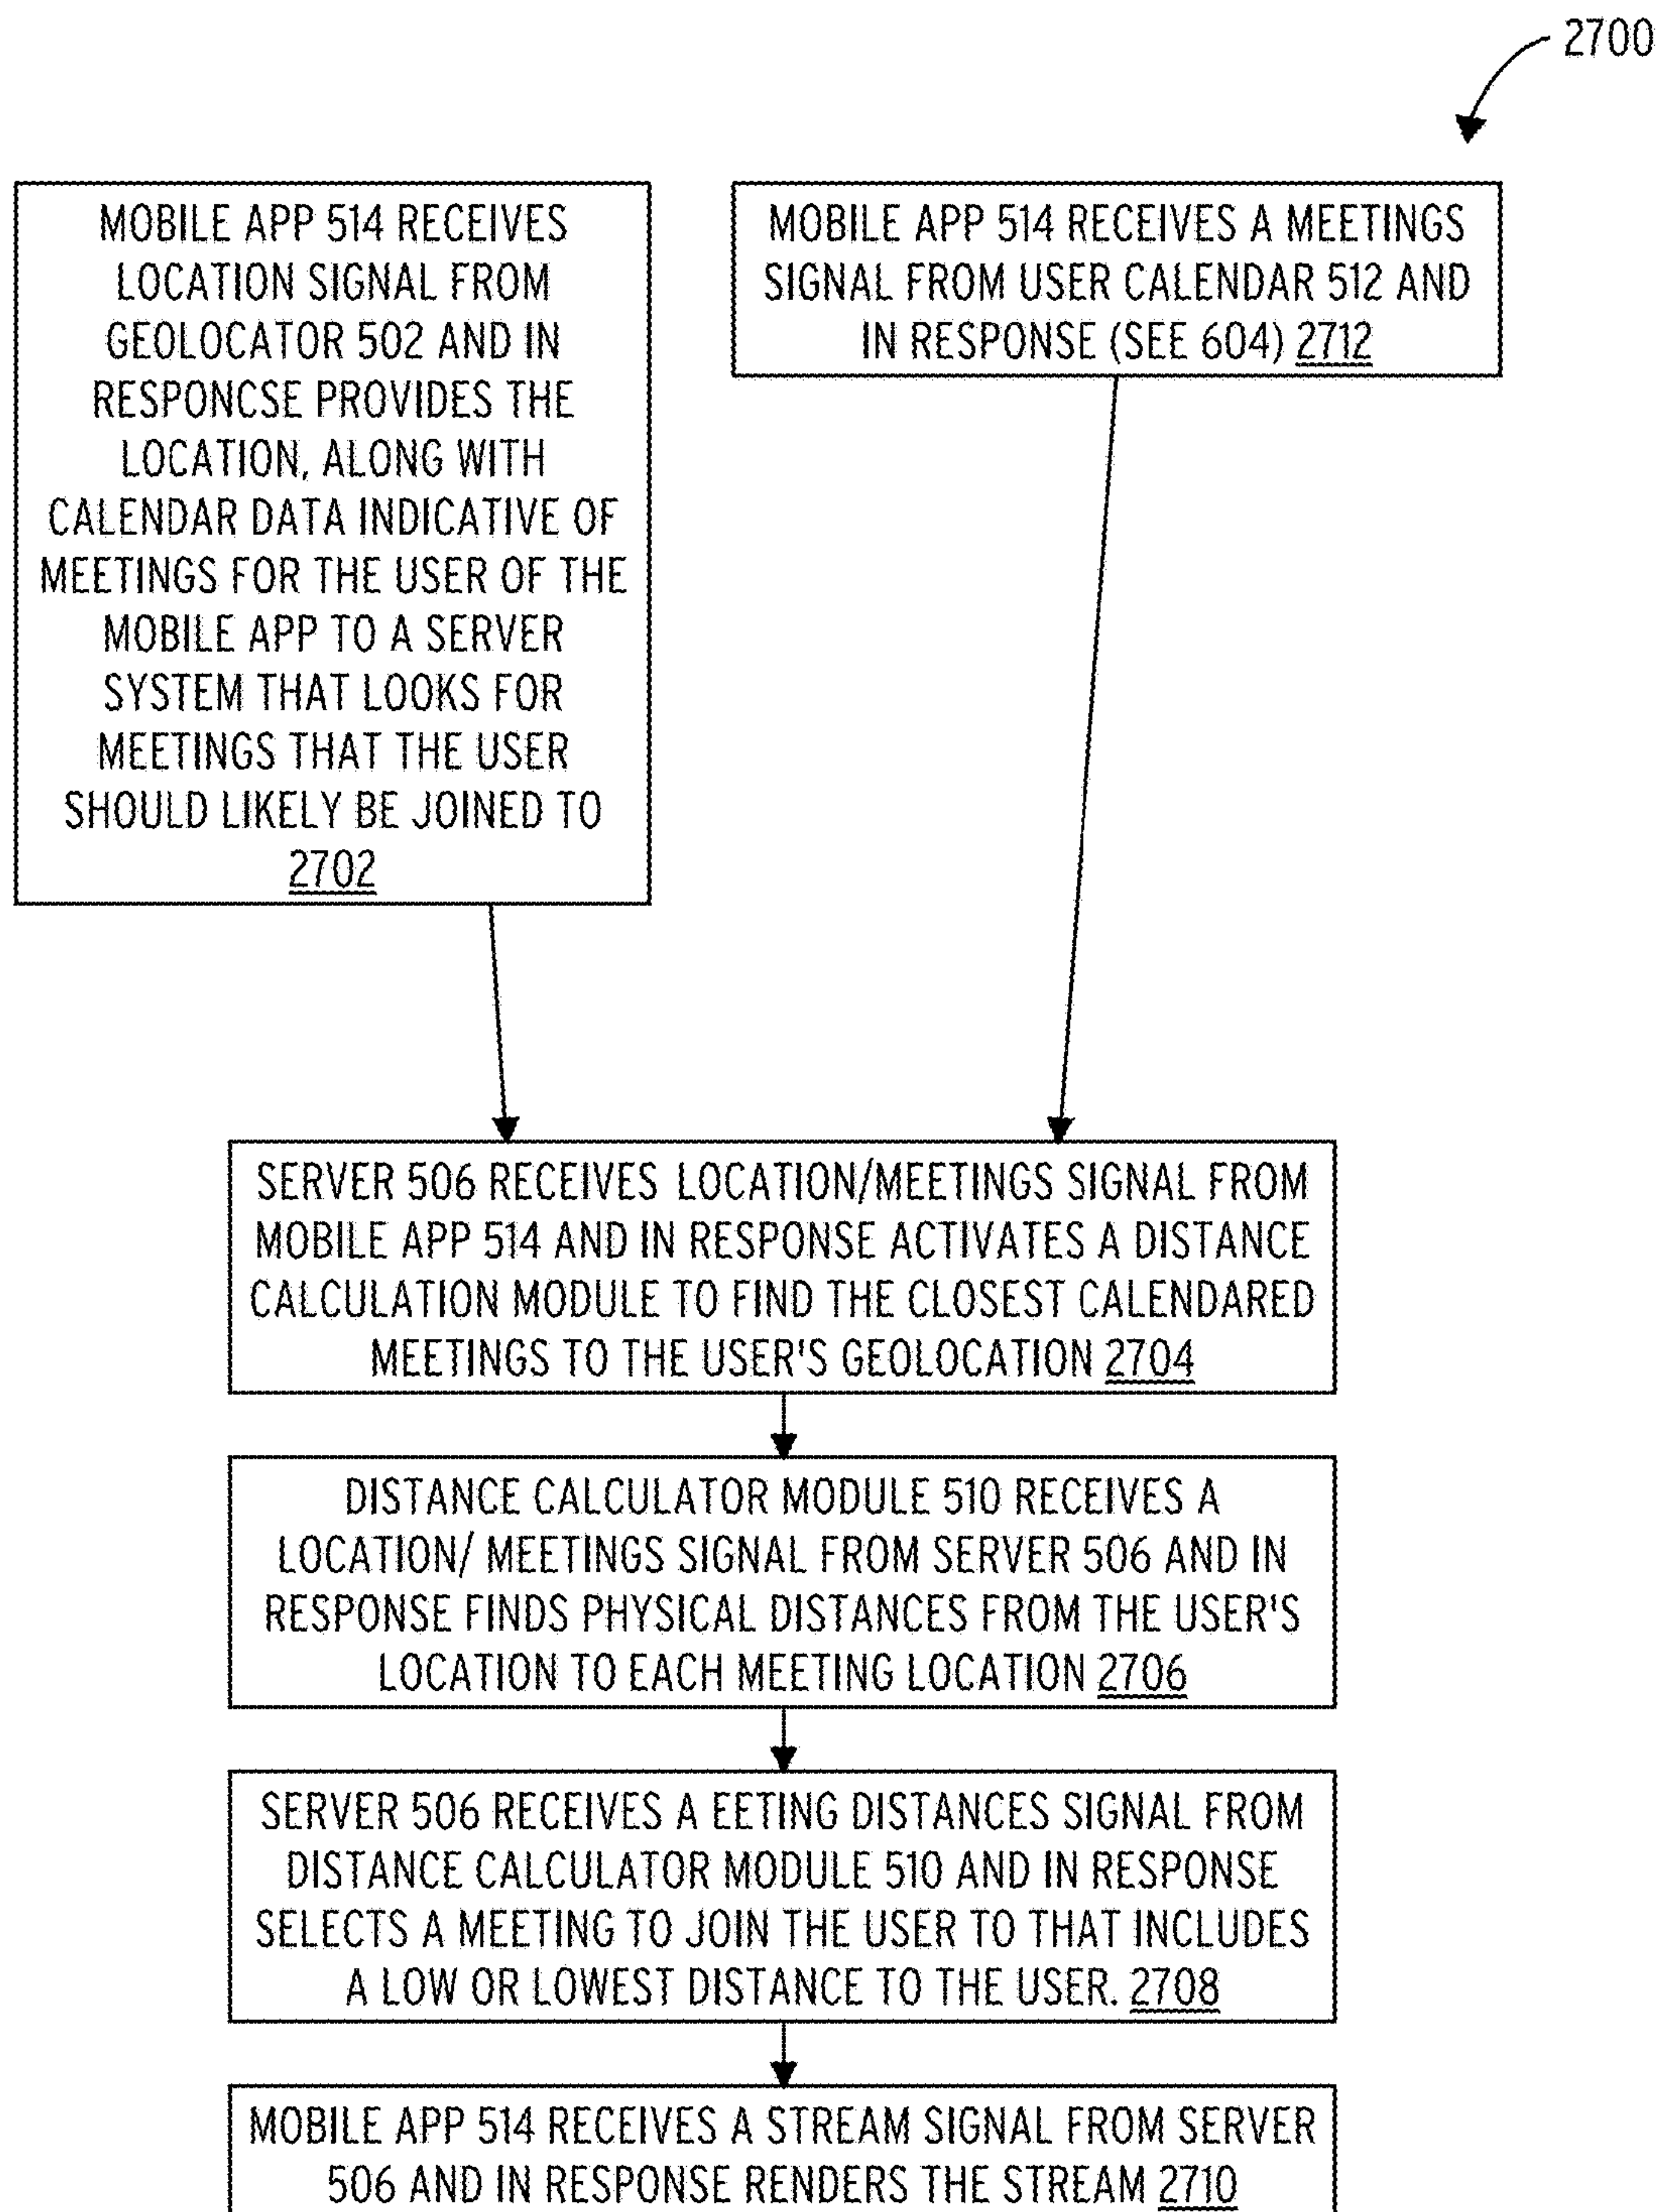 2700
MOBILE APP 514 RECEIVES
LOCATION SIGNAL FROM
GEOLOCATOR 502 AND IN
RESPONCSE PROVIDES THE
LOCATION, ALONG WITH
CALENDAR DATA INDICATIVE OF
MEETINGS FOR THE USER OF THE
MOBILE APP TO A SERVER
SYSTEM THAT LOOKS FOR
MEETINGS THAT THE USER
SHOULD LIKELY BE JOINED TO
2702
MOBILE APP 514 RECEIVES A MEETINGS
SIGNAL FROM USER CALENDAR 512 AND
IN RESPONSE (SEE 604) 2712
SERVER 506 RECEIVES LOCATION/MEETINGS SIGNAL FROM
MOBILE APP 514 AND IN RESPONSE ACTIVATES A DISTANCE
CALCULATION MODULE TO FIND THE CLOSEST CALENDARED
MEETINGS TO THE USER'S GEOLOCATION 2704
DISTANCE CALCULATOR MODULE 510 RECEIVES A
LOCATION/ MEETINGS SIGNAL FROM SERVER 506 AND IN
RESPONSE FINDS PHYSICAL DISTANCES FROM THE USER'S
LOCATION TO EACH MEETING LOCATION 2706
SERVER 506 RECEIVES A EETING DISTANCES SIGNAL FROM
DISTANCE CALCULATOR MODULE 510 AND IN RESPONSE
SELECTS A MEETING TO JOIN THE USER TO THAT INCLUDES
A LOW OR LOWEST DISTANCE TO THE USER. 2708
MOBILE APP 514 RECEIVES A STREAM SIGNAL FROM SERVER
506 AND IN RESPONSE RENDERS THE STREAM 2710